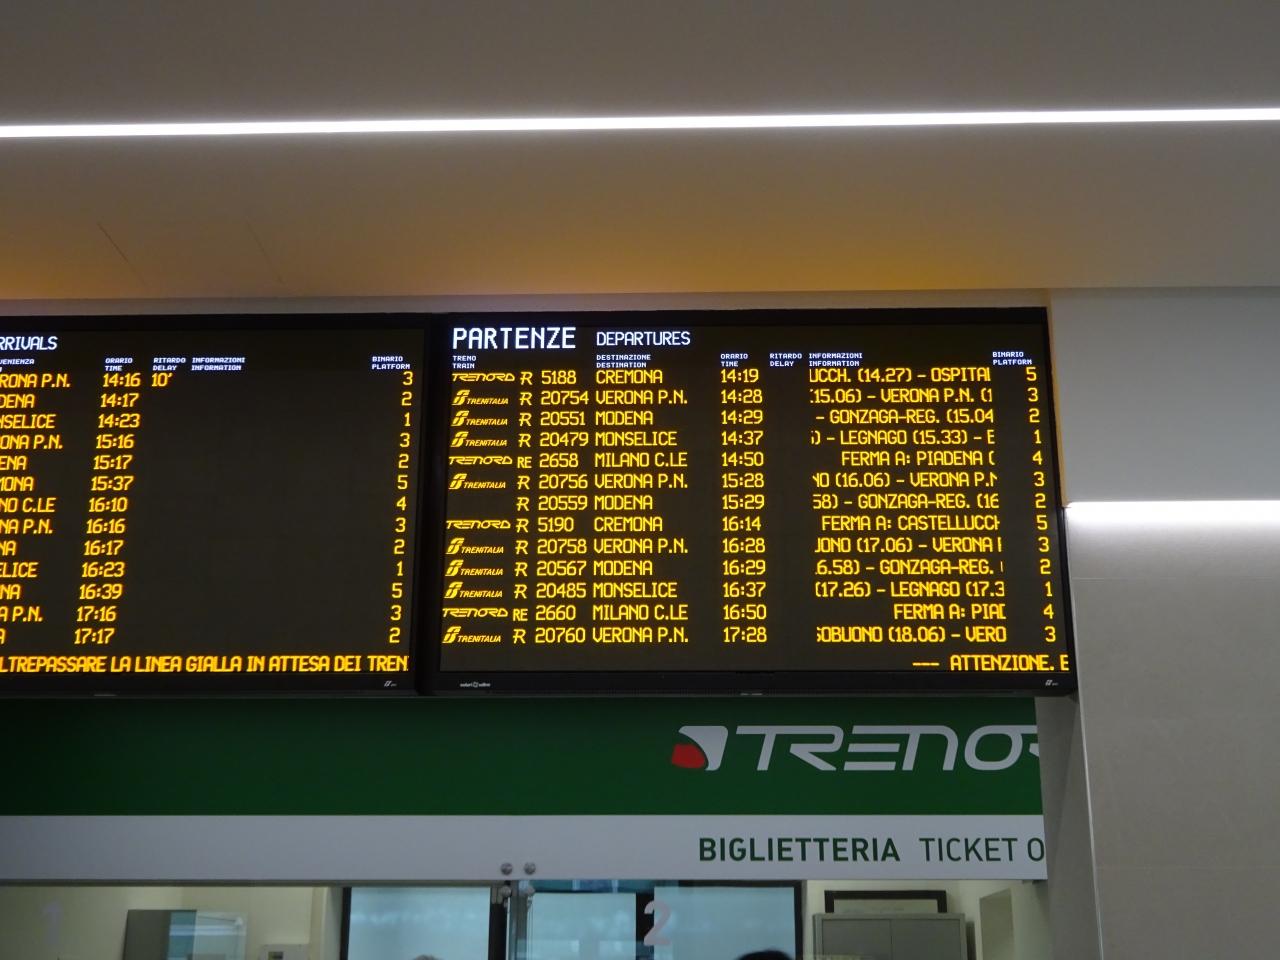 RRIVALS
VENIENZA ORARIO RITARDO INFORMAZIONI BINARIO
TIME DELAY INFORMATION PLATFORM
RONA P.N. 14:16 10' 3
DENA 14:17 2
NSELICE 14:23 1
RONA P.N. 15:16 3
ENA 15:17 2
MONA 15:37 5
NO C.LE 16:10 4
NA P.N. 16:16 3
NA 16:17 2
ELICE 16:23 1
NA 16:39 5
A P.N. 17:16 3
A 17:17 2
LTREPASSARE LA LINEA GIALLA IN ATTESA DEI TREN
PARTENZE DEPARTURES
TRENO DESTINAZIONE ORARIO RITARDO INFORMAZIONI BINARIO
TRAIN DESTINATION TIME DELAY INFORMATION PLATFORM
TRENORD R 5188 CREMONA 14:19 UCCH. (14.27) - OSPITAL 5
TRENITALIA R 20754 VERONA P.N. 14:28 15.06) - VERONA P.N. (1 3
TRENITALIA R 20551 MODENA 14:29 - GONZAGA-REG. (15.04 2
TRENITALIA R 20479 MONSELICE 14:37 ) - LEGNAGO (15.33) - E 1
TRENORD RE 2658 MILANO C.LE 14:50 FERMA A: PIADENA ( 4
TRENITALIA R 20756 VERONA P.N. 15:28 NO (16.06) - VERONA P.N 3
R 20559 MODENA 15:29 58) - GONZAGA-REG. (16 2
TRENORD R 5190 CREMONA 16:14 FERMA A: CASTELLUCCH 5
TRENITALIA R 20758 VERONA P.N. 16:28 UONO (17.06) - VERONA 3
TRENITALIA R 20567 MODENA 16:29 6.58) - GONZAGA-REG. 2
TRENITALIA R 20485 MONSELICE 16:37 (17.26) - LEGNAGO (17.3 1
TRENORD RE 2660 MILANO C.LE 16:50 FERMA A: PIAD 4
TRENITALIA R 20760 VERONA P.N. 17:28 OBUONO (18.06) - VERO 3
--- ATTENZIONE. E
TRENOR
BIGLIETTERIA TICKET O
1
2